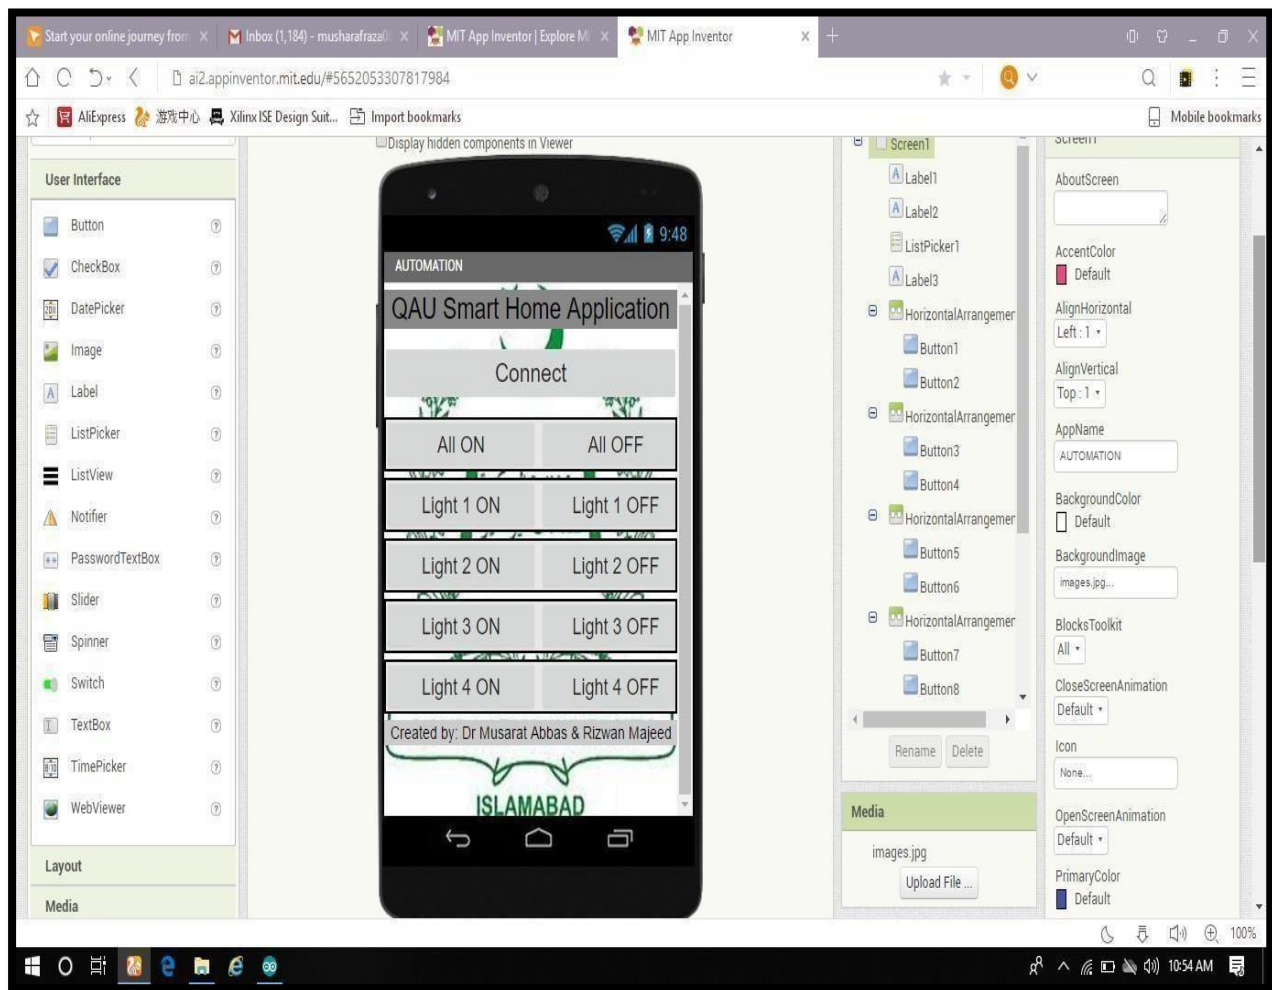 Start your online journey from
Inbox (1,184) - musharafraza0
MIT App Inventor | Explore M
MIT App Inventor
ai2.appinventor.mit.edu/#5652053307817984
AliExpress
游戏中心
Xilinx ISE Design Suit...
Import bookmarks
Mobile bookmarks
Display hidden components in Viewer
User Interface
Button
CheckBox
DatePicker
Image
Label
ListPicker
ListView
Notifier
PasswordTextBox
Slider
Spinner
Switch
TextBox
TimePicker
WebViewer
Layout
Media
9:48
AUTOMATION
QAU Smart Home Application
Connect
All ON All OFF
Light 1 ON Light 1 OFF
Light 2 ON Light 2 OFF
Light 3 ON Light 3 OFF
Light 4 ON Light 4 OFF
Created by: Dr Musarat Abbas & Rizwan Majeed
ISLAMABAD
Screen1
Label1
Label2
ListPicker1
Label3
HorizontalArrangemer
Button1
Button2
HorizontalArrangemer
Button3
Button4
HorizontalArrangemer
Button5
Button6
HorizontalArrangemer
Button7
Button8
Rename Delete
Media
images.jpg
Upload File ...
Screen1
AboutScreen
AccentColor
Default
AlignHorizontal
Left : 1
AlignVertical
Top : 1
AppName
AUTOMATION
BackgroundColor
Default
BackgroundImage
images.jpg...
BlocksToolkit
All
CloseScreenAnimation
Default
Icon
None...
OpenScreenAnimation
Default
PrimaryColor
Default
100%
10:54 AM